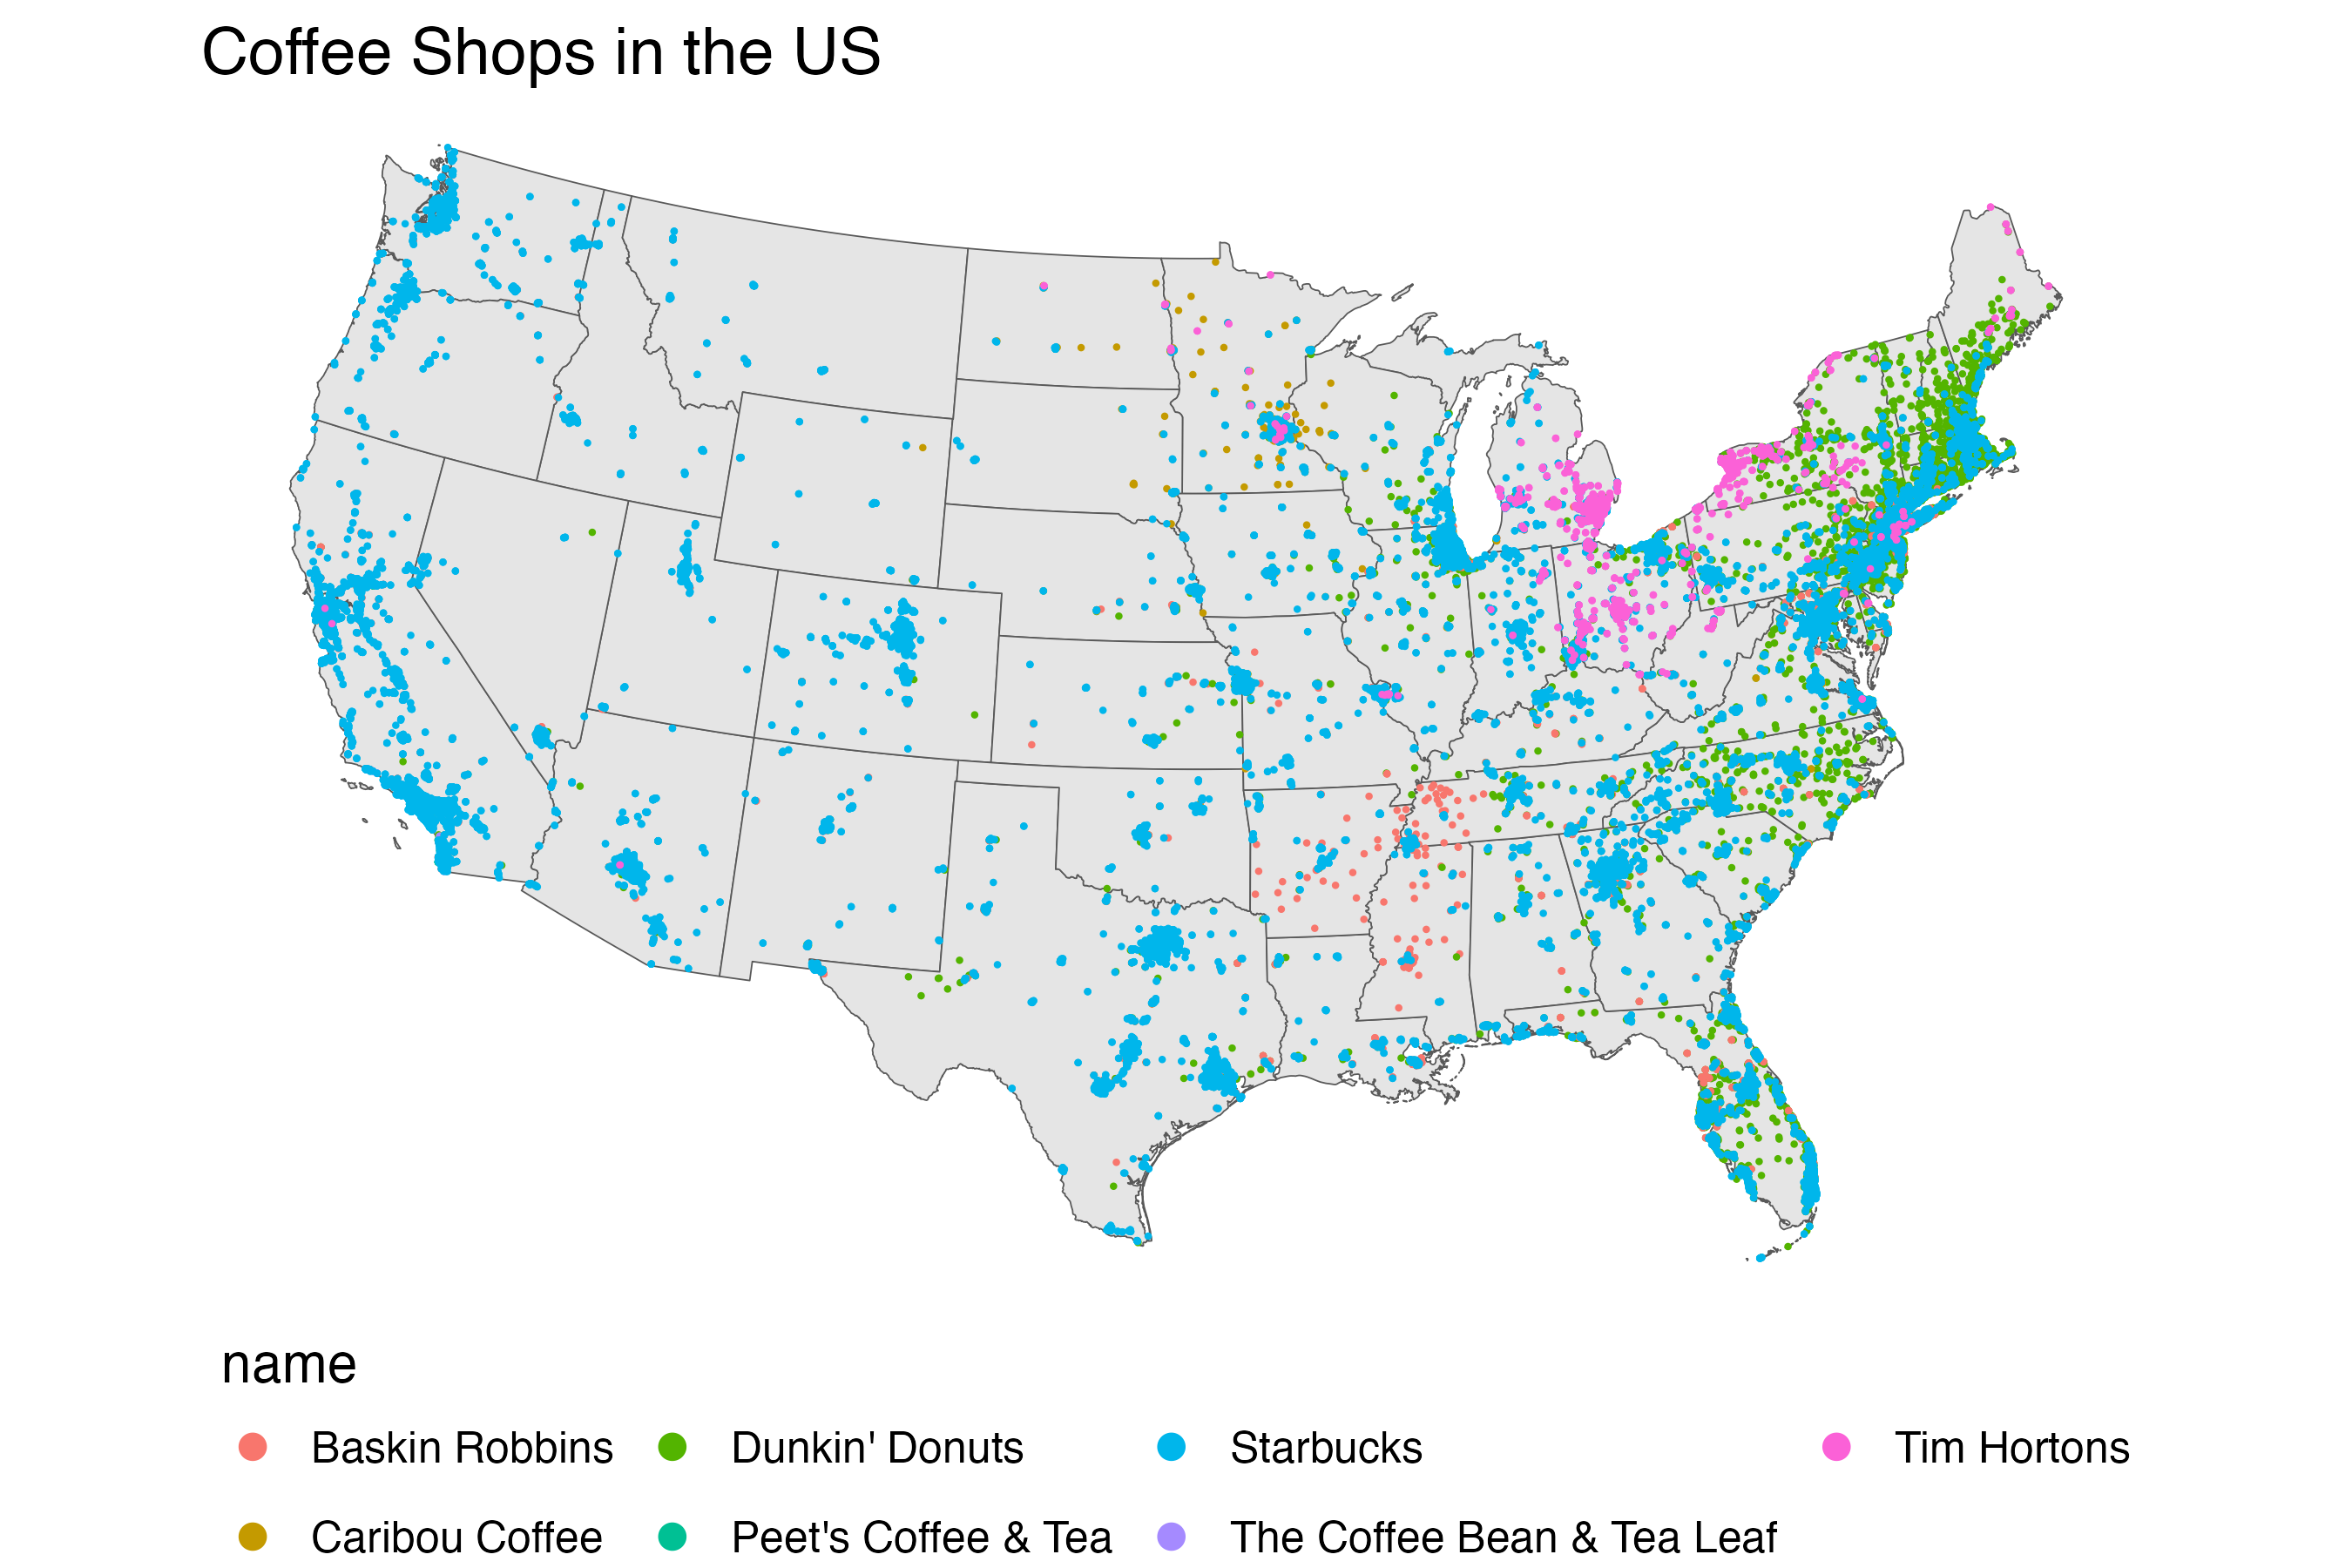 Coffee Shops in the US
name
Baskin Robbins
Dunkin' Donuts
Starbucks
Tim Hortons
Caribou Coffee
Peet's Coffee & Tea
The Coffee Bean & Tea Leaf